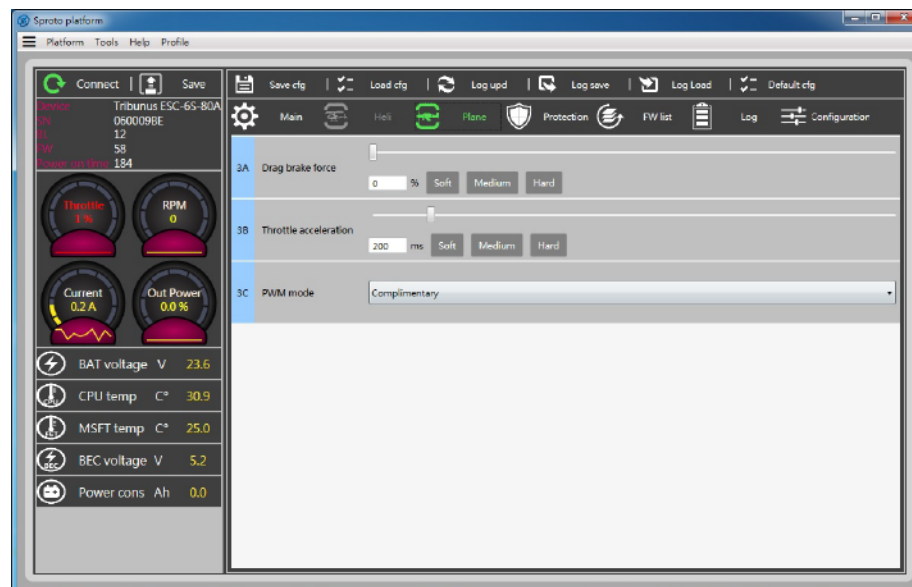 Sproto platform
Platform Tools Help Profile
Connect | Save
Save cfg | Load cfg | Log upd | Log save | Log Load | Default cfg
Device Tribunus ESC-6S-80A
SN 060009BE
12
FW 58
Power on time 184
Main Heli Plane Protection FW list Log Configuration
Throttle
1 %
RPM
0
Current
0.2 A
Out Power
0.0 %
BAT voltage V 23.6
CPU temp C° 30.9
MSFT temp C° 25.0
BEC voltage V 5.2
Power cons Ah 0.0
3A Drag brake force
0 % Soft Medium Hard
3B Throttle acceleration
200 ms Soft Medium Hard
3C PWM mode Complimentary